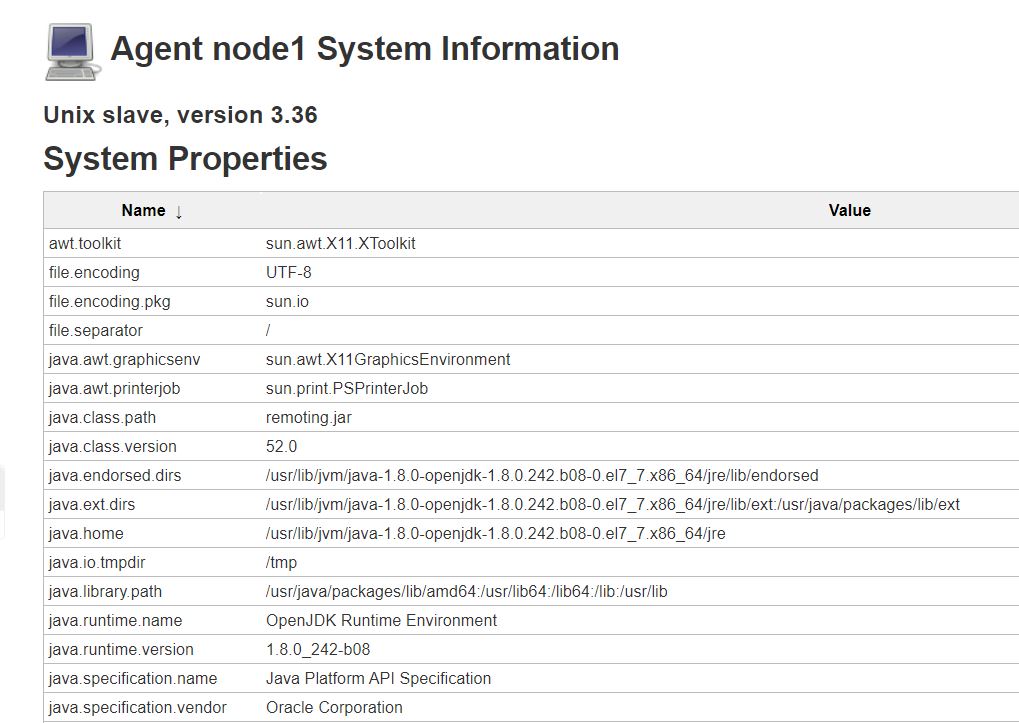 Agent node1 System Information
Unix slave, version 3.36
System Properties
Name ↓ Value
awt.toolkit sun.awt.X11.XToolkit
file.encoding UTF-8
file.encoding.pkg sun.io
file.separator /
java.awt.graphicsenv sun.awt.X11GraphicsEnvironment
java.awt.printerjob sun.print.PSPrinterJob
java.class.path remoting.jar
java.class.version 52.0
java.endorsed.dirs /usr/lib/jvm/java-1.8.0-openjdk-1.8.0.242.b08-0.el7_7.x86_64/jre/lib/endorsed
java.ext.dirs /usr/lib/jvm/java-1.8.0-openjdk-1.8.0.242.b08-0.el7_7.x86_64/jre/lib/ext:/usr/java/packages/lib/ext
java.home /usr/lib/jvm/java-1.8.0-openjdk-1.8.0.242.b08-0.el7_7.x86_64/jre
java.io.tmpdir /tmp
java.library.path /usr/java/packages/lib/amd64:/usr/lib64:/lib64:/lib:/usr/lib
java.runtime.name OpenJDK Runtime Environment
java.runtime.version 1.8.0_242-b08
java.specification.name Java Platform API Specification
java.specification.vendor Oracle Corporation